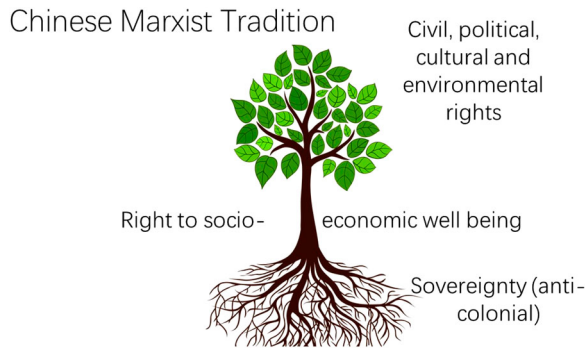 Chinese Marxist Tradition
Civil, political,
cultural and
environmental
rights
Right to socio- economic well being
Sovereignty (anti-
colonial)